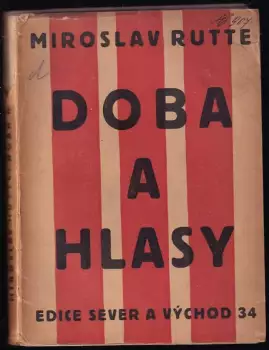 MIROSLAV RUTTE
DOBA
A
HLASY
EDICE SEVER A VÝCHOD 34